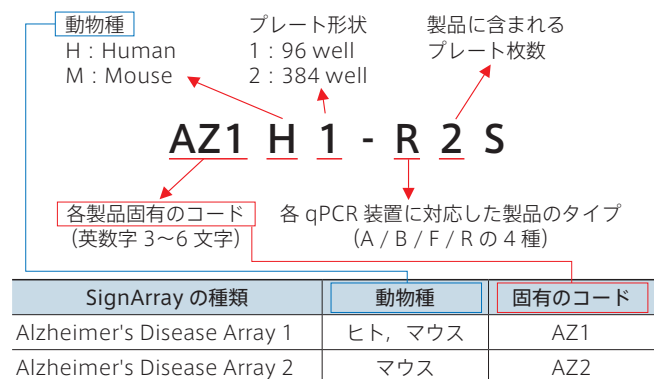 動物種
H : Human
M : Mouse
プレート形状
1 : 96 well
2 : 384 well
製品に含まれる
プレート枚数
AZ1 H 1 - R 2 S
各製品固有のコード
(英数字 3〜6 文字)
各 qPCR 装置に対応した製品のタイプ
(A / B / F / R の 4 種)
SignArray の種類 動物種 固有のコード
Alzheimer's Disease Array 1 ヒト，マウス AZ1
Alzheimer's Disease Array 2 マウス AZ2